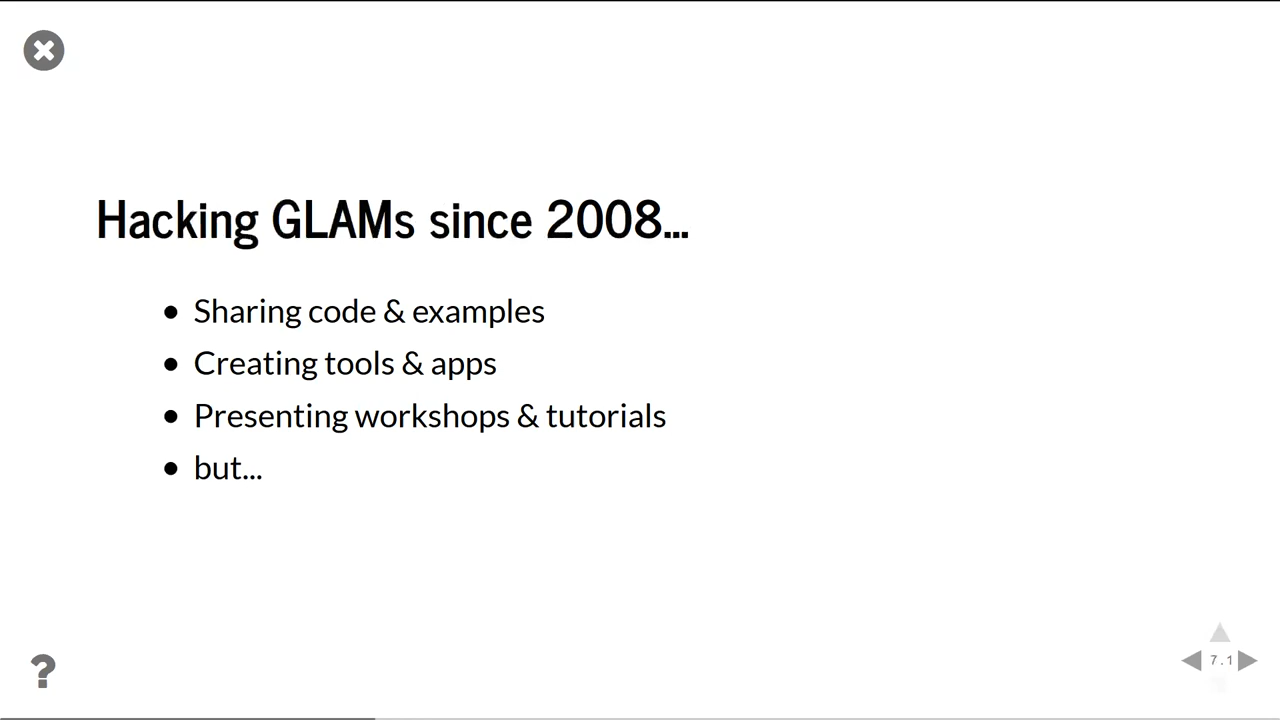 Hacking GLAMs since 2008...
• Sharing code & examples
• Creating tools & apps
• Presenting workshops & tutorials
• but...
?
7.1